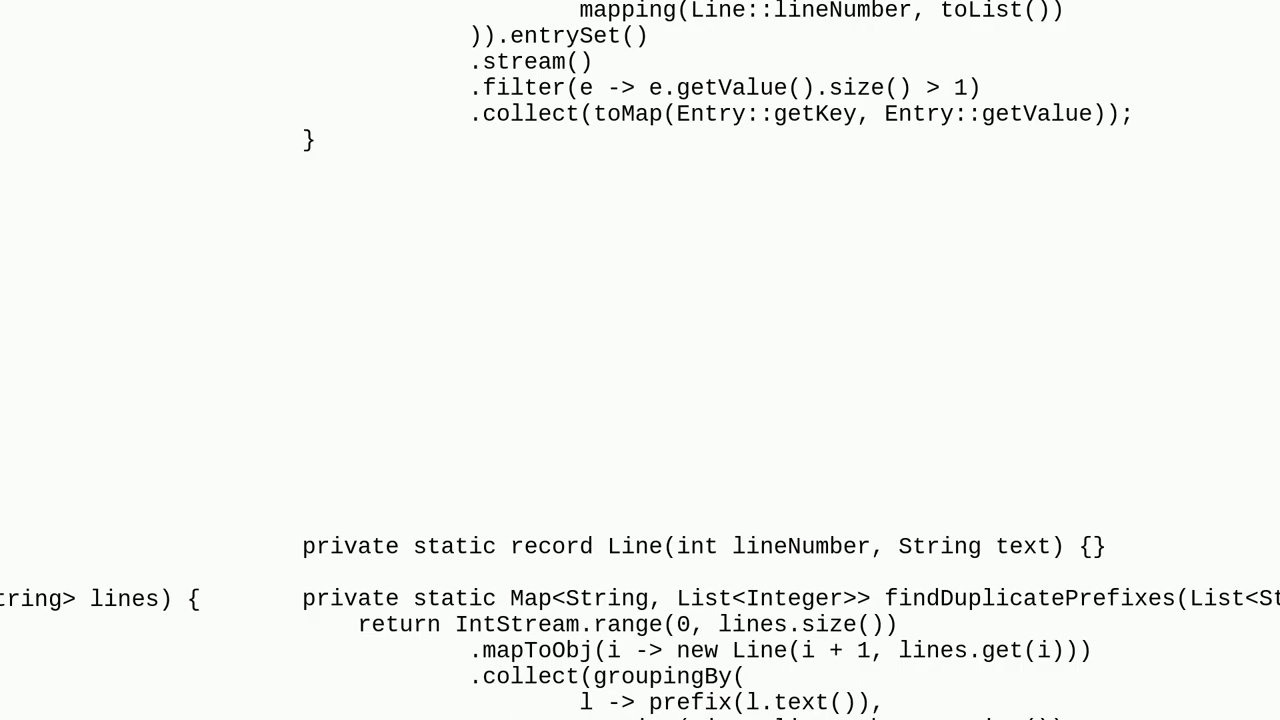 mapping(Line::lineNumber, toList())
)).entrySet()
.stream()
.filter(e -> e.getValue().size() > 1)
.collect(toMap(Entry::getKey, Entry::getValue));
}
private static record Line(int lineNumber, String text) {}
tring> lines) {
private static Map<String, List<Integer>> findDuplicatePrefixes(List<St
return IntStream.range(0, lines.size())
.mapToObj(i -> new Line(i + 1, lines.get(i)))
.collect(groupingBy(
l -> prefix(l.text()),